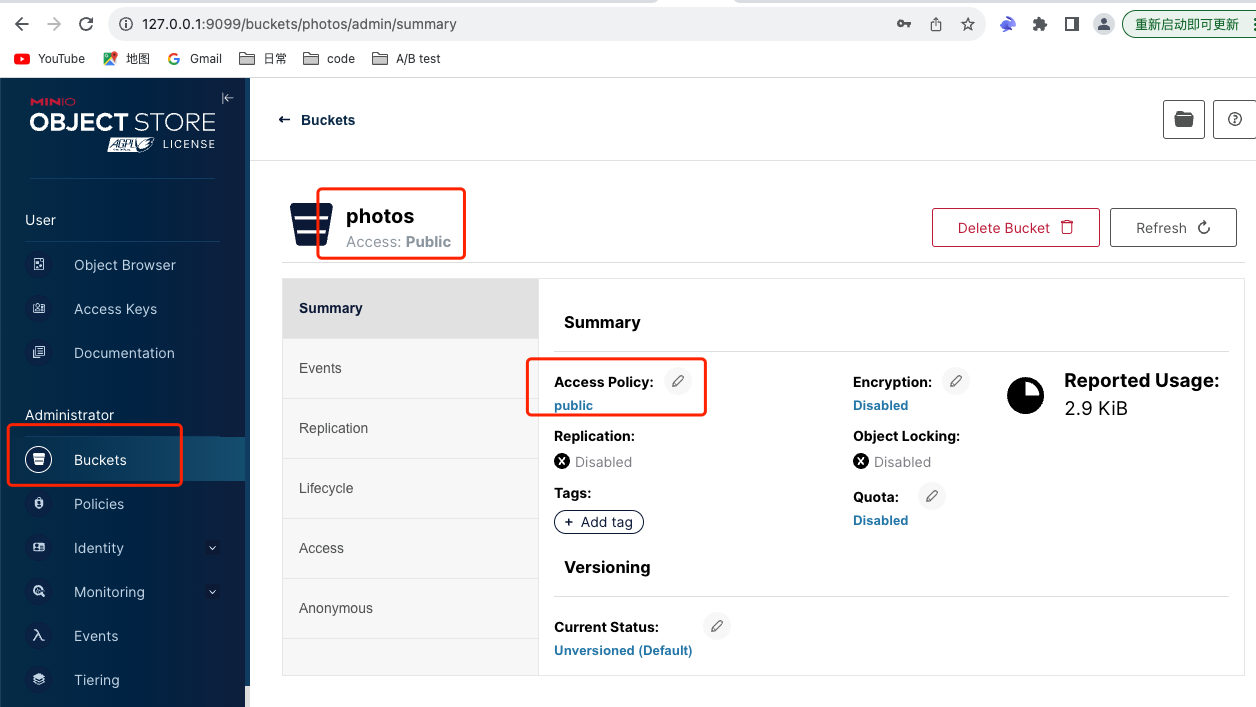 127.0.0.1:9099/buckets/photos/admin/summary
重新启动即可更新
YouTube 地图 Gmail 日常 code A/B test
MINIO
OBJECT STORE
AGPLv3 LICENSE
← Buckets
User
Object Browser
Access Keys
Documentation
Administrator
Buckets
Policies
Identity
Monitoring
Events
Tiering
photos
Access: Public
Delete Bucket
Refresh
Summary
Events
Replication
Lifecycle
Access
Anonymous
Summary
Access Policy:
public
Encryption:
Disabled
Reported Usage:
2.9 KiB
Replication:
Disabled
Object Locking:
Disabled
Tags:
+ Add tag
Quota:
Disabled
Versioning
Current Status:
Unversioned (Default)